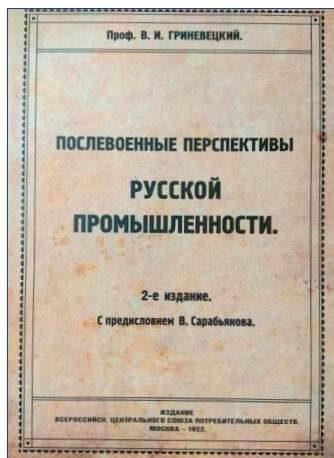 Проф. В. И. ГРИНЕВЕЦКИЙ.
ПОСЛЕВОЕННЫЕ ПЕРСПЕКТИВЫ
РУССКОЙ
ПРОМЫШЛЕННОСТИ.
2-е издание.
С предисловием В. Сарабьянова.
ИЗДАНИЕ
ВСЕРОССИЙСК. ЦЕНТРАЛЬНОГО СОЮЗА ПОТРЕБИТЕЛЬНЫХ ОБЩЕСТВ.
МОСКВА – 1922.